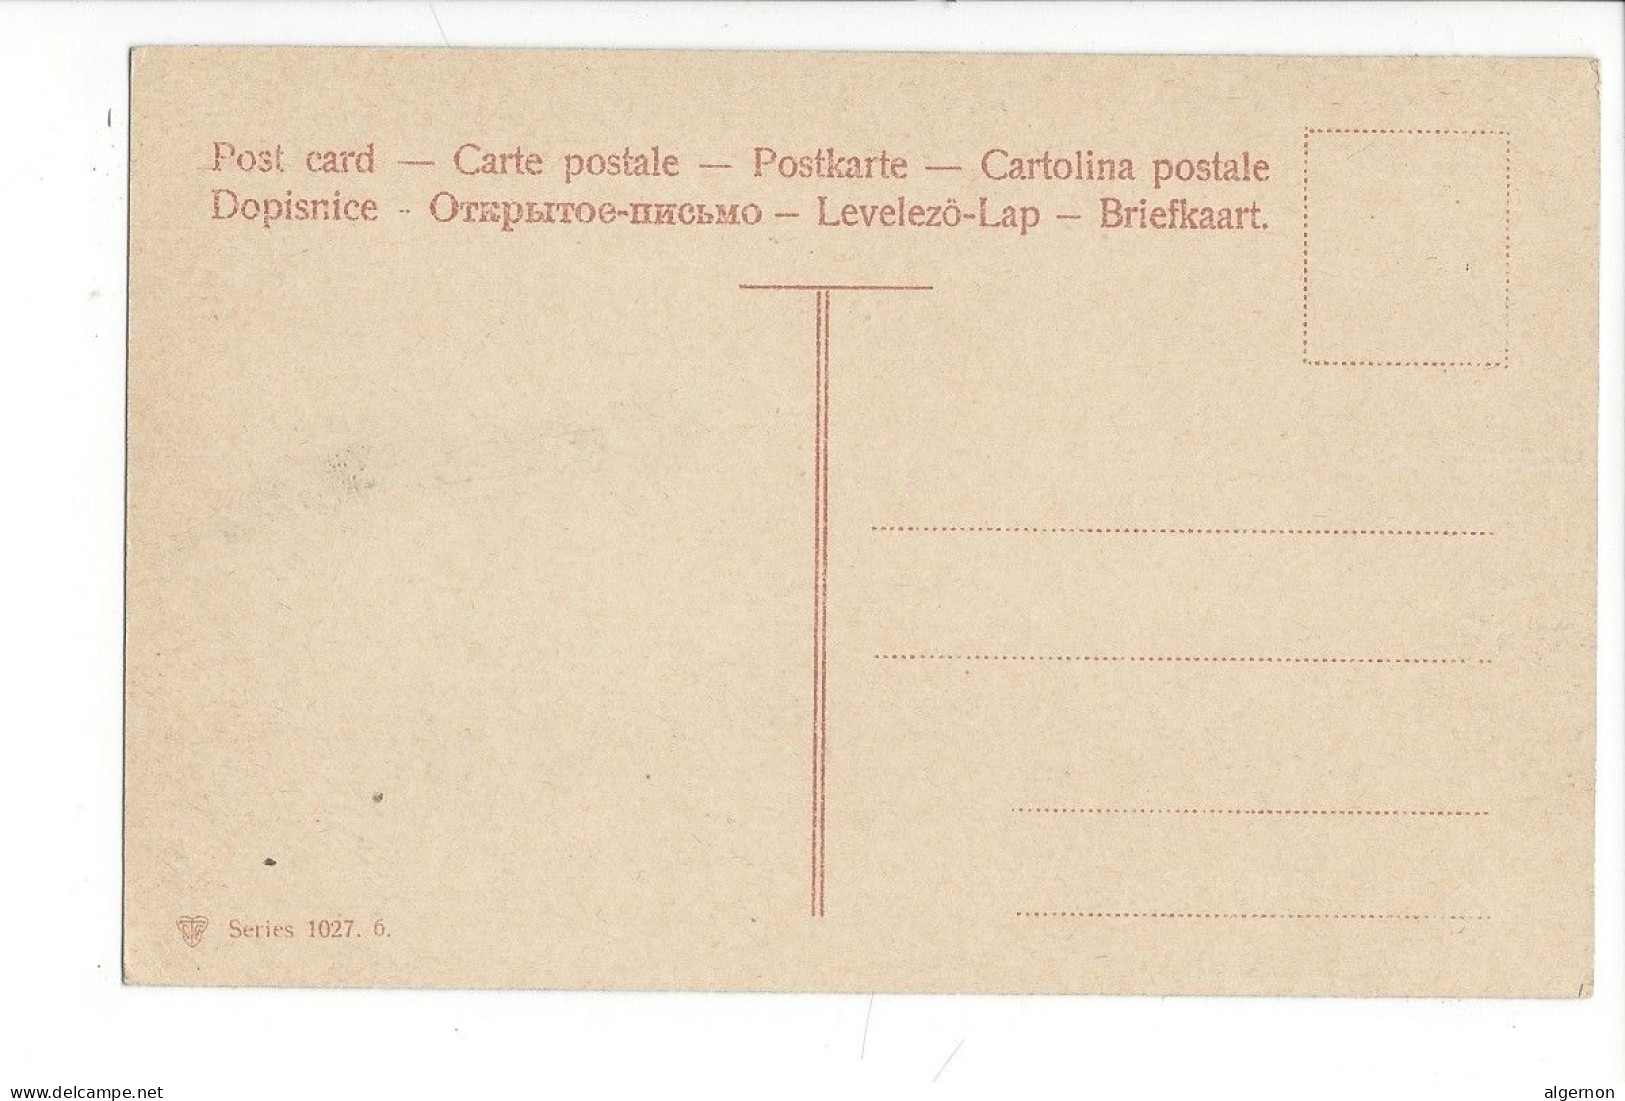 Post card — Carte postale — Postkarte — Cartolina postale
Dopisnice - Открытое-письмо — Levelezö-Lap — Briefkaart.
Series 1027. 6.
www.delcampe.net
algernon